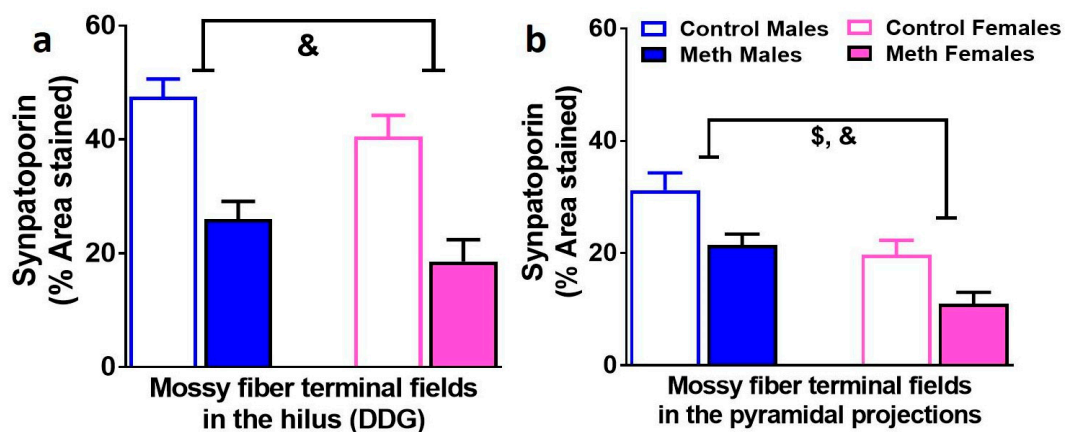 a
60
40
20
0
&
Synpatoporin
(% Area stained)
Mossy fiber terminal fields
in the hilus (DDG)
b
60
40
20
0
Control Males
Control Females
Meth Males
Meth Females
$, &
Synpatoporin
(% Area stained)
Mossy fiber terminal fields
in the pyramidal projections